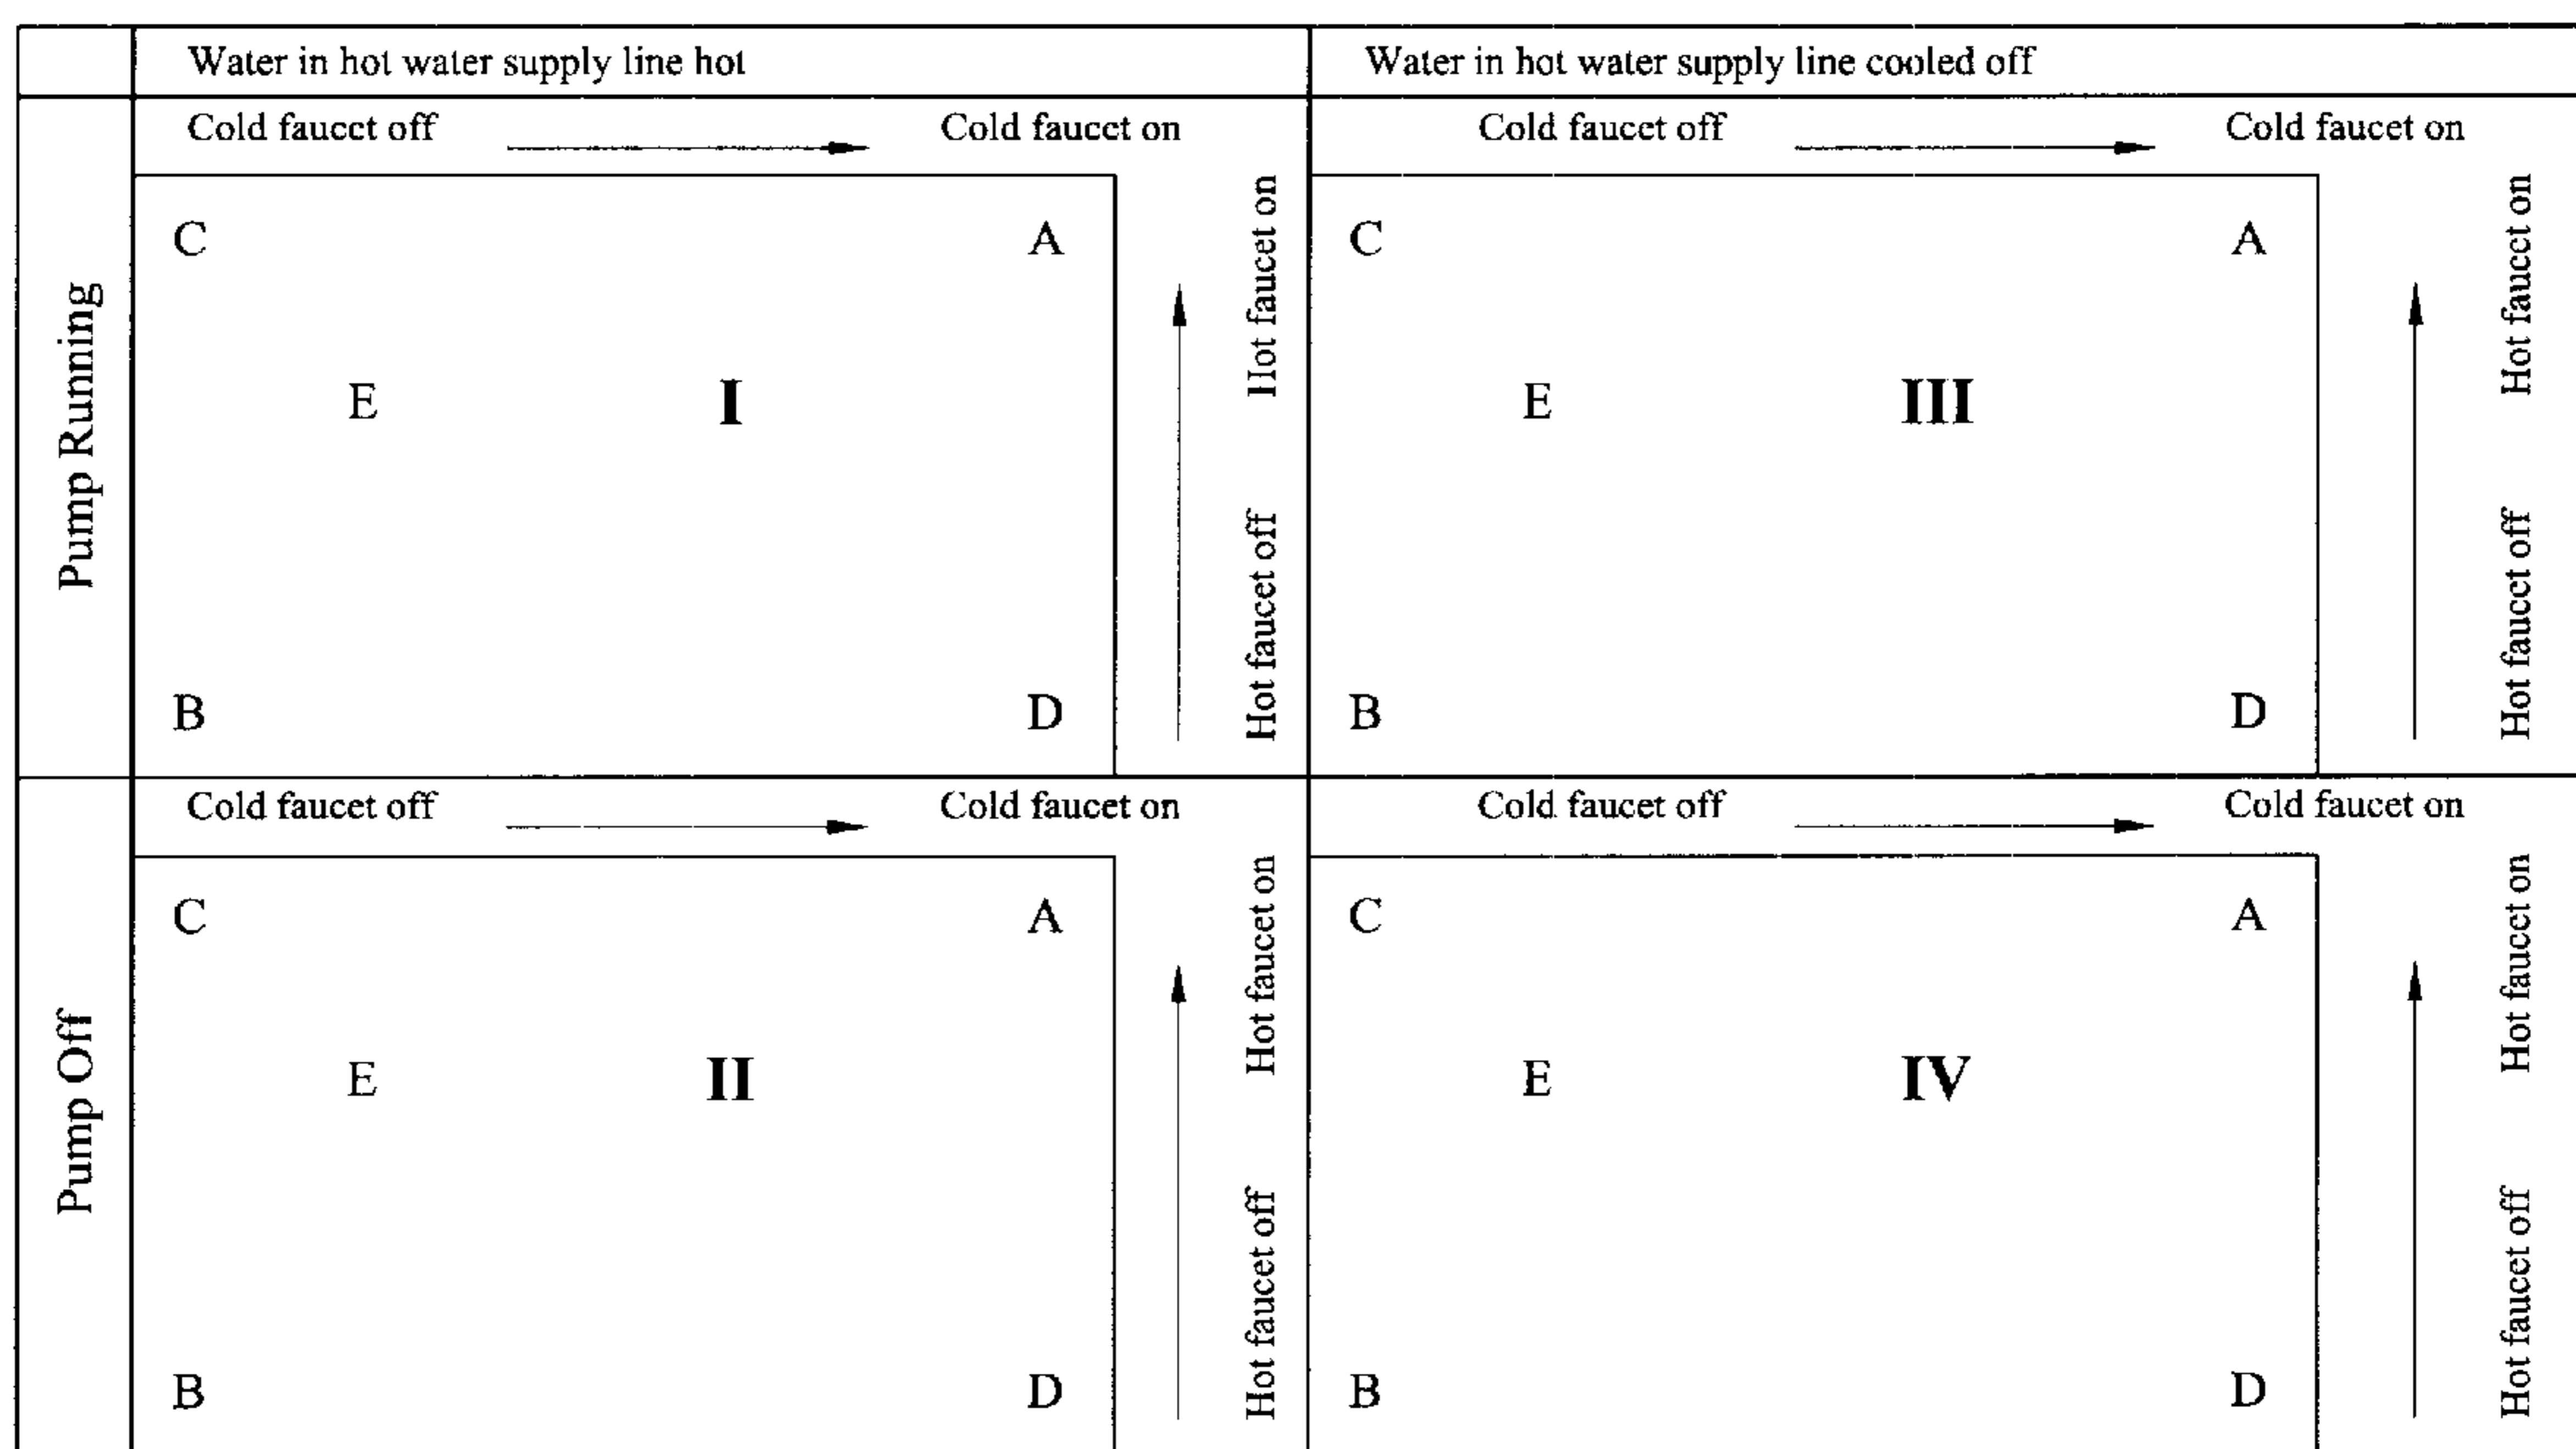 Water in hot water supply line hot
Water in hot water supply line cooled off
Pump Running
Cold faucet off
Cold faucet on
Cold faucet off
Cold faucet on
C
A
Hot faucet on
C
A
Hot faucet on
E
I
E
III
Hot faucet off
Hot faucet off
B
D
B
D
Pump Off
Cold faucet off
Cold faucet on
Cold faucet off
Cold faucet on
C
A
Hot faucet on
C
A
Hot faucet on
E
II
E
IV
Hot faucet off
Hot faucet off
B
D
B
D